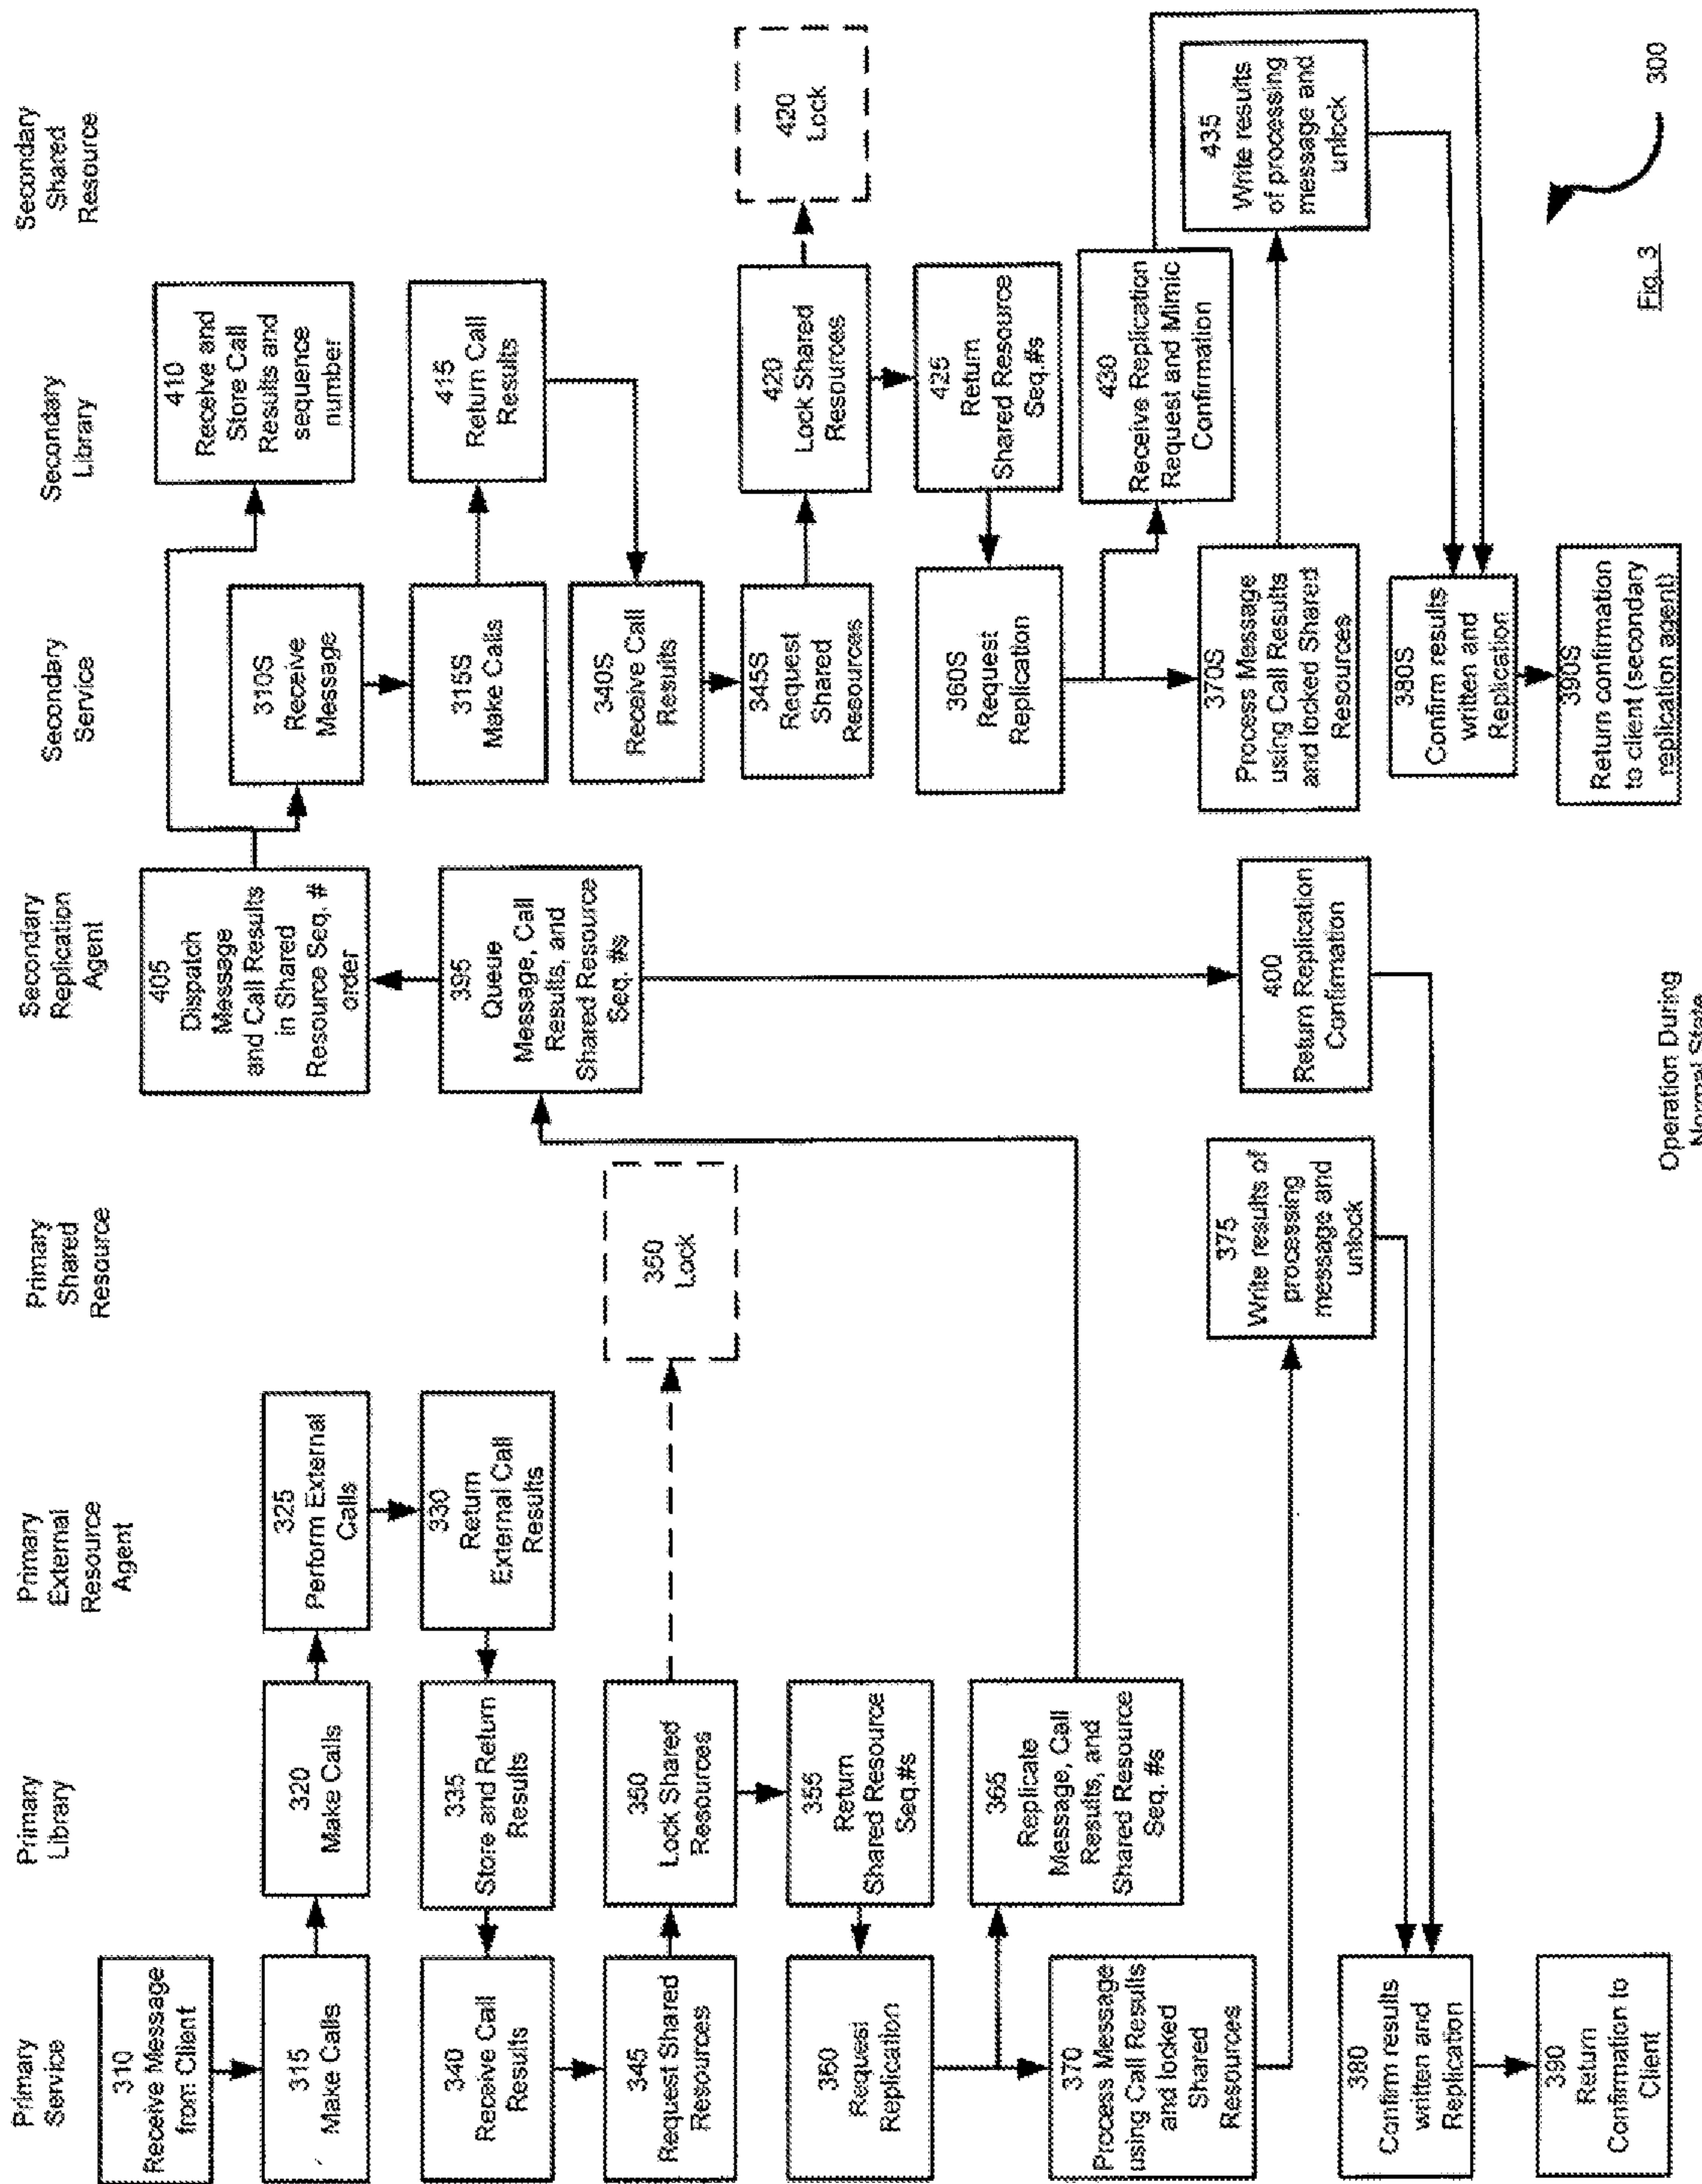 Primary
Service
Primary
Library
Primary
External
Resource
Agent
Primary
Shared
Resource
Secondary
Replication
Agent
Secondary
Service
Secondary
Library
Secondary
Shared
Resource
310
Receive Message
from Client
315
Make Calls
320
Make Calls
325
Perform External
Calls
330
Return
External Call
Results
335
Store and Return
Results
340
Receive Call
Results
345
Request Shared
Resources
350
Lock Shared
Resources
350
Lock
355
Return
Shared Resource
Seq.#s
360
Request
Replication
365
Replicate
Message, Call
Results, and
Shared Resource
Seq. #s
370
Process Message
using Call Results
and locked
Shared
Resources
375
Write results of
processing
message and
unlock
380
Confirm results
written and
Replication
390
Return
Confirmation to
Client
405
Dispatch
Message
and Call Results
in Shared
Resource Seq. #
order
395
Queue
Message, Call
Results, and
Shared Resource
Seq. #s
400
Return Replication
Confirmation
310S
Receive
Message
315S
Make Calls
340S
Receive Call
Results
345S
Request
Shared
Resources
360S
Request
Replication
370S
Process Message
using Call Results
and locked Shared
Resources
380S
Confirm results
written and
Replication
390S
Return confirmation
to client (secondary
replication agent)
410
Receive and
Store Call
Results and
sequence
number
415
Return Call
Results
420
Lock Shared
Resources
420
Lock
425
Return
Shared Resource
Seq.#s
430
Receive Replication
Request and Mimic
Confirmation
435
Write results
of processing
message and
unlock
Operation During
Normal State
Fig. 3
300